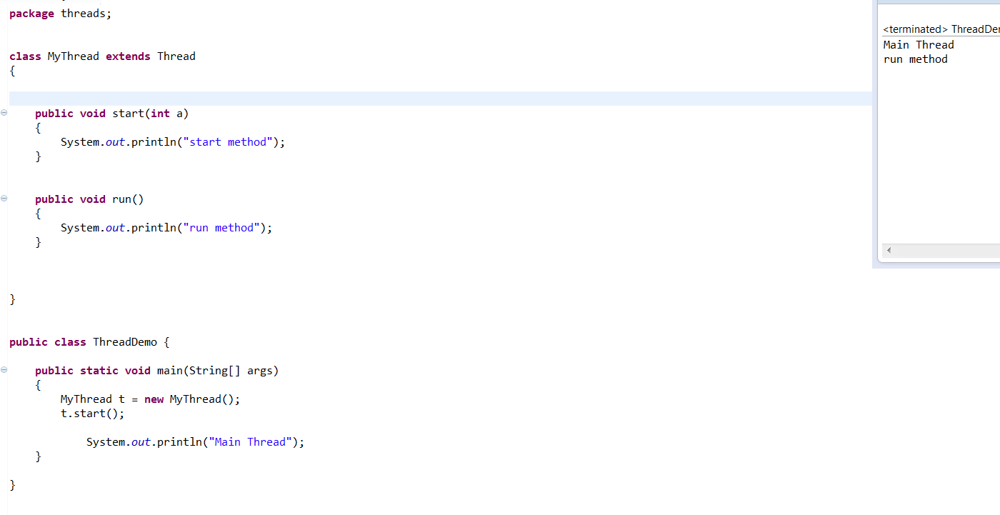 package threads;
class MyThread extends Thread
{
public void start(int a)
{
System.out.println("start method");
}
public void run()
{
System.out.println("run method");
}
}
public class ThreadDemo {
public static void main(String[] args)
{
MyThread t = new MyThread();
t.start();
System.out.println("Main Thread");
}
}
<terminated> ThreadDe
Main Thread
run method